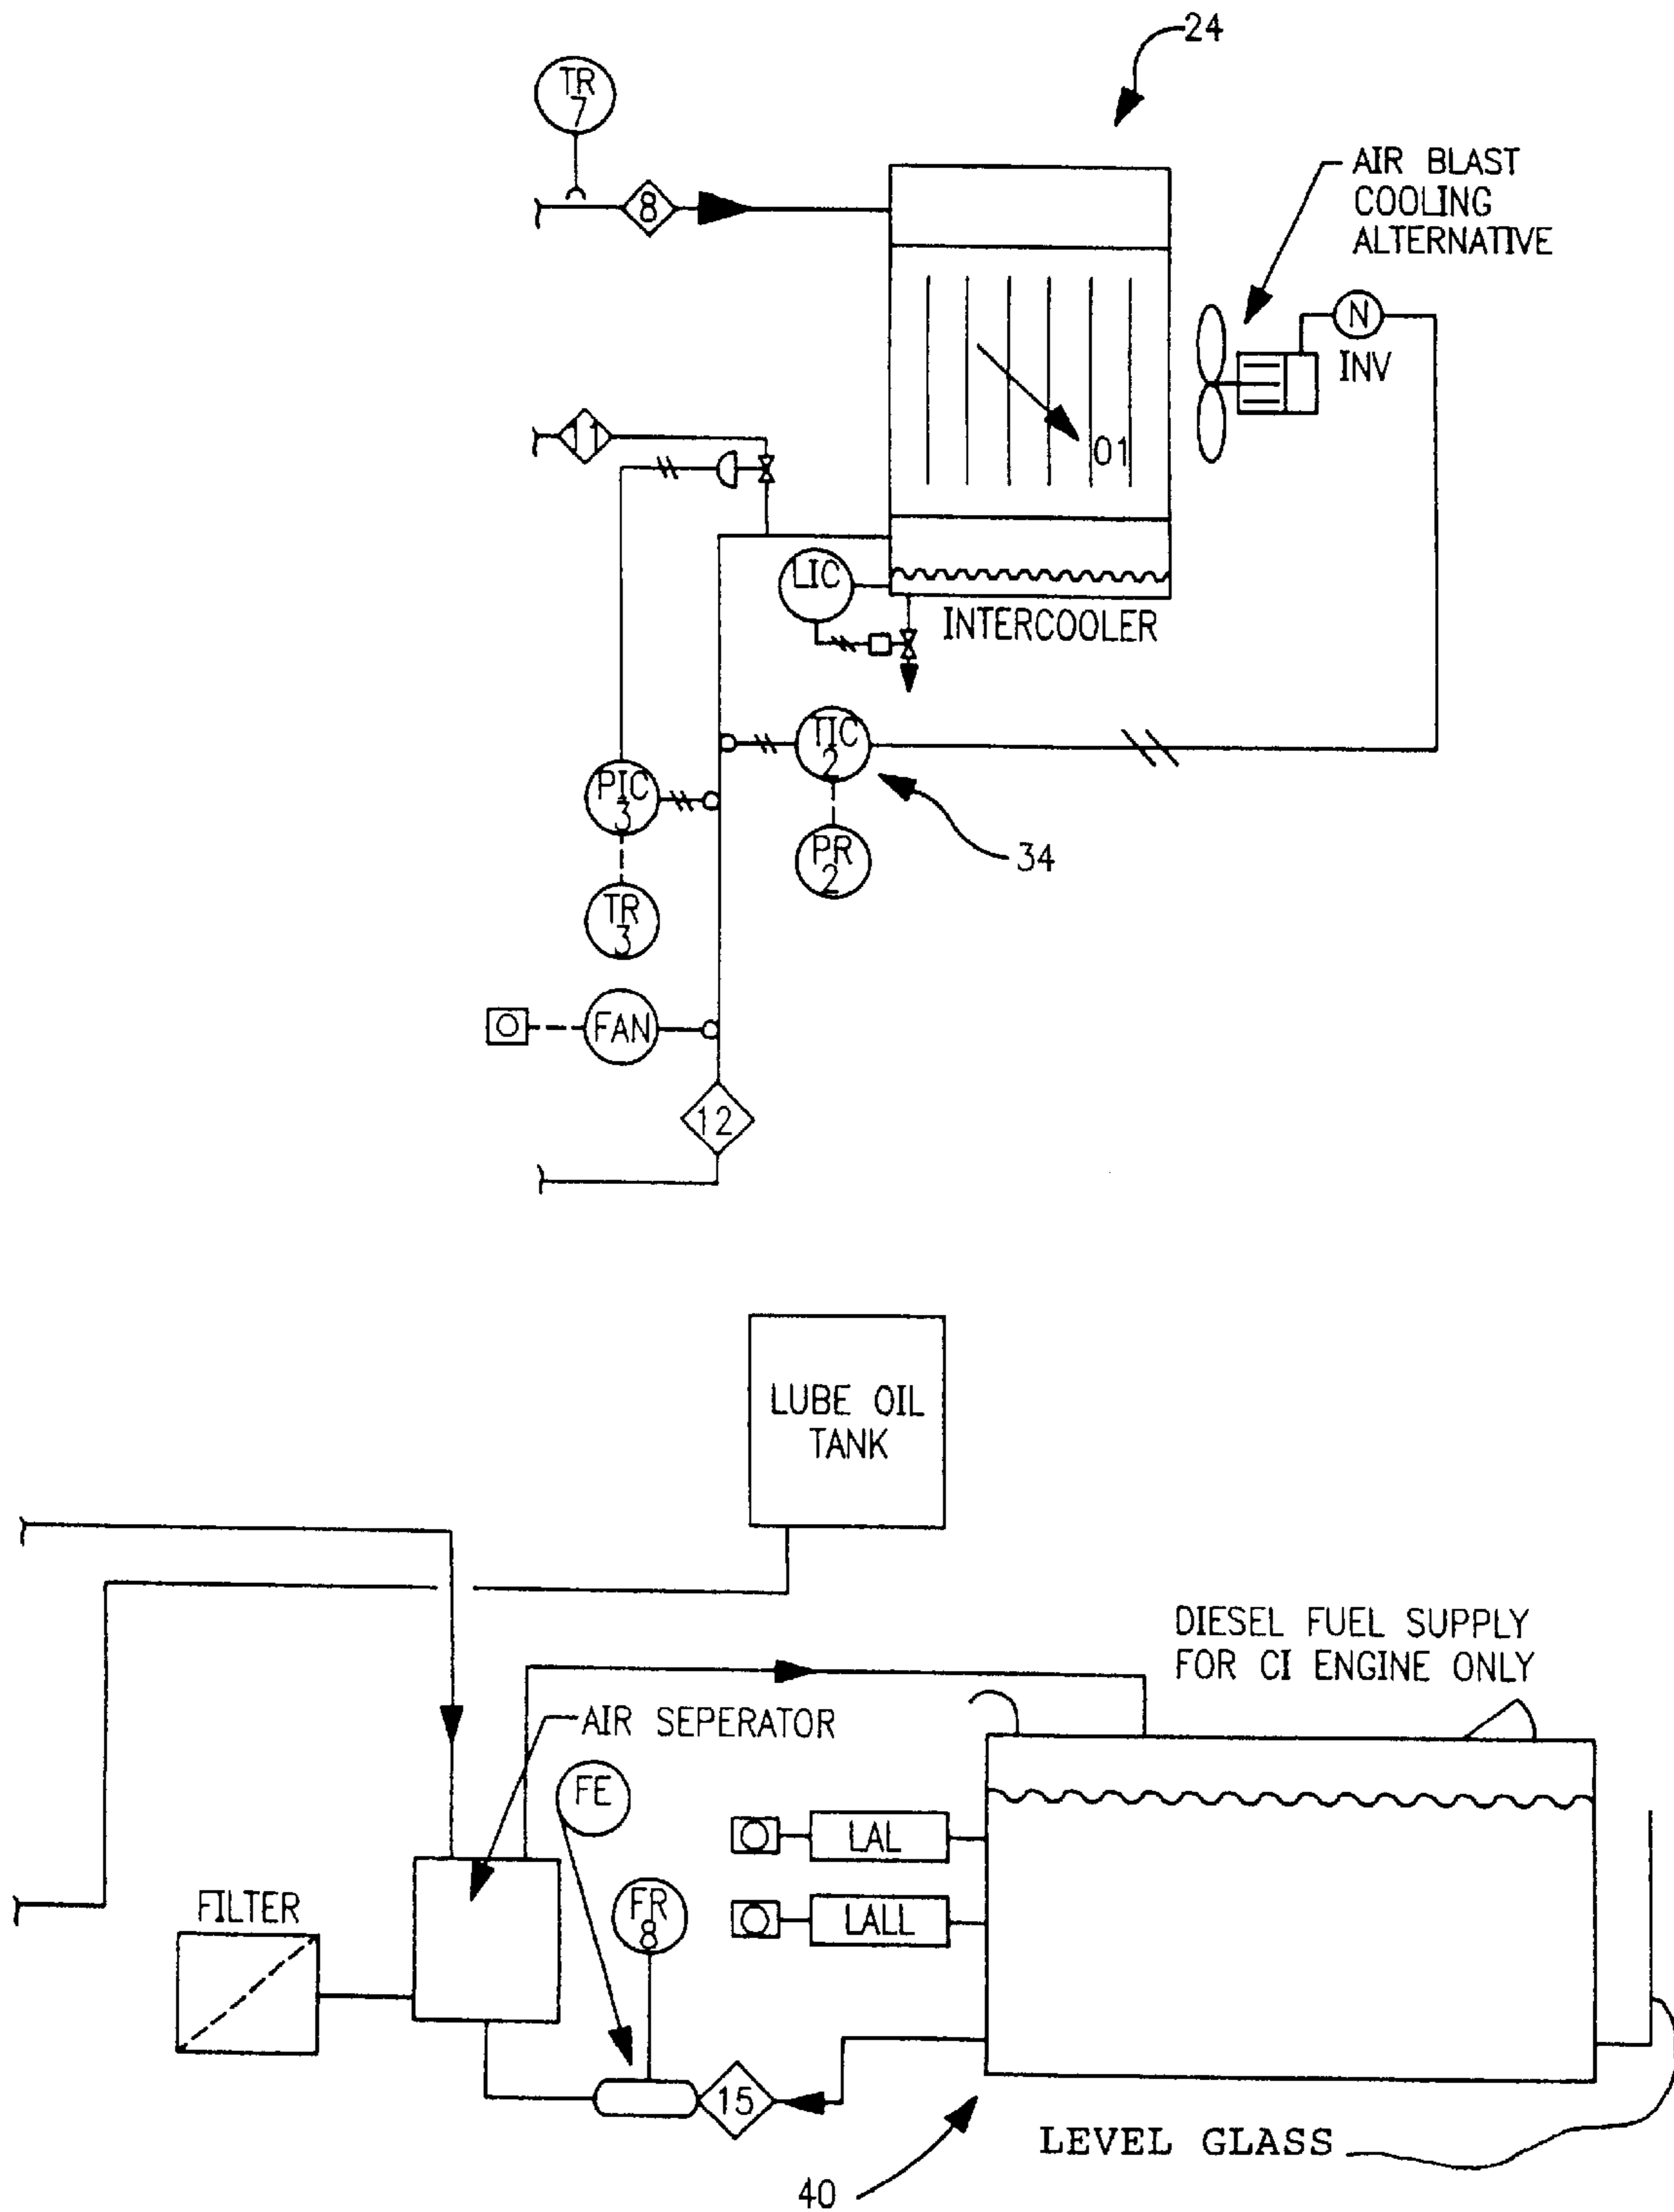 24
TR
7
8
AIR BLAST
COOLING
ALTERNATIVE
N
INV
11
01
LIC
INTERCOOLER
TIC
2
PIC
3
PR
2
34
TR
3
FAN
12
LUBE OIL
TANK
DIESEL FUEL SUPPLY
FOR CI ENGINE ONLY
AIR SEPERATOR
FE
LAL
FILTER
FR
8
LALL
15
LEVEL GLASS
40